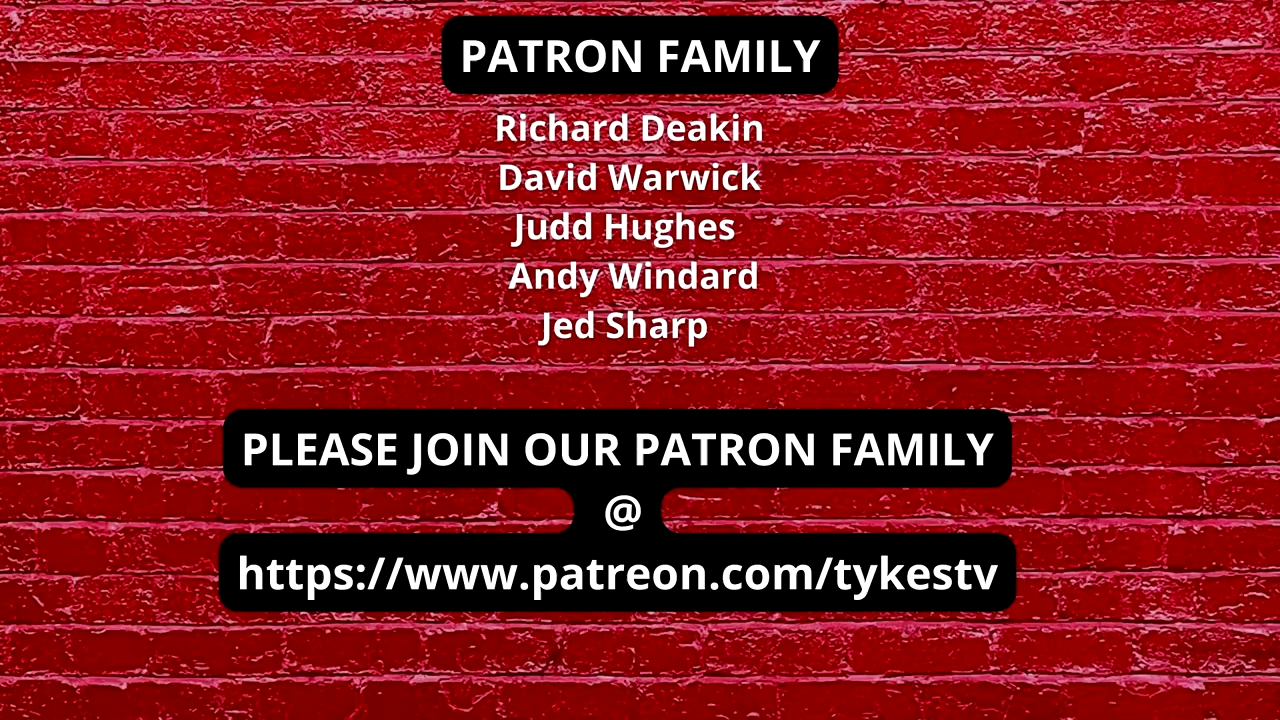 PATRON FAMILY
Richard Deakin
David Warwick
Judd Hughes
Andy Windard
Jed Sharp
PLEASE JOIN OUR PATRON FAMILY
@
https://www.patreon.com/tykestv